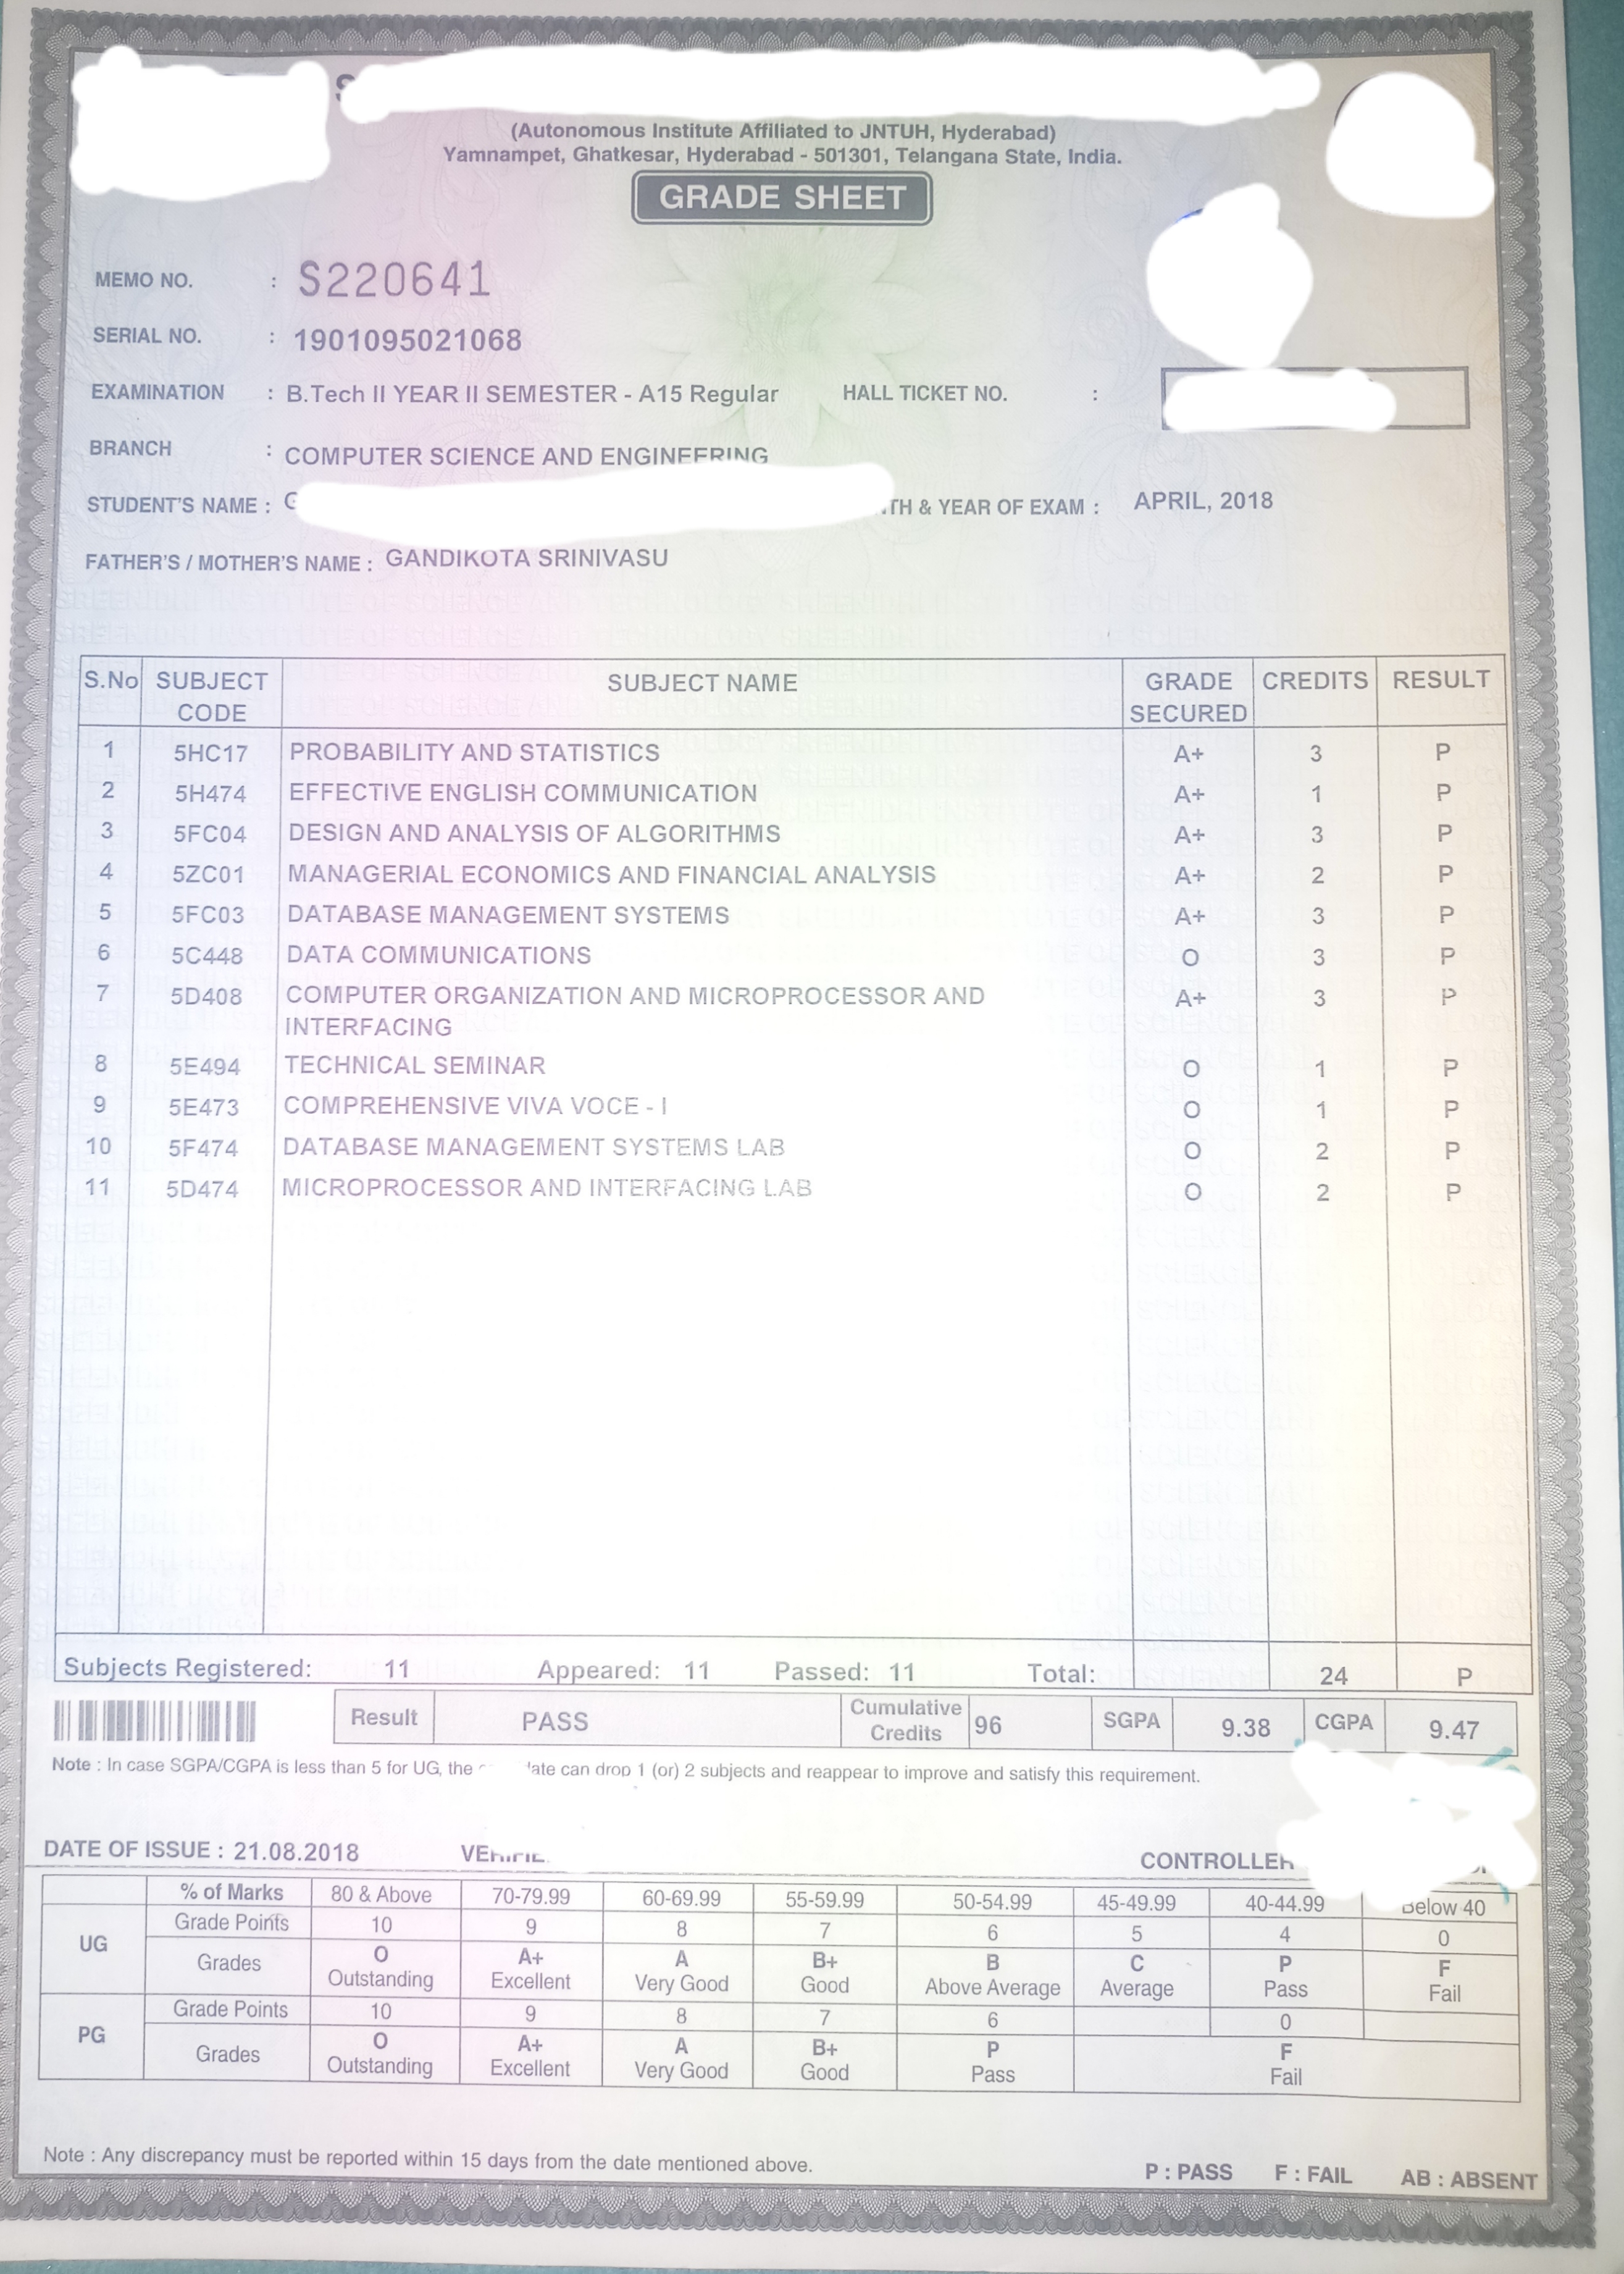 (Autonomous Institute Affiliated to JNTUH, Hyderabad)
Yamnampet, Ghatkesar, Hyderabad - 501301, Telangana State, India.
GRADE SHEET
MEMO NO. : S220641
SERIAL NO. : 1901095021068
EXAMINATION : B.Tech II YEAR II SEMESTER - A15 Regular HALL TICKET NO. :
BRANCH : COMPUTER SCIENCE AND ENGINEERING
STUDENT'S NAME : G TH & YEAR OF EXAM : APRIL, 2018
FATHER'S / MOTHER'S NAME : GANDIKOTA SRINIVASU
S.No SUBJECT CODE SUBJECT NAME GRADE SECURED CREDITS RESULT
1 5HC17 PROBABILITY AND STATISTICS A+ 3 P
2 5H474 EFFECTIVE ENGLISH COMMUNICATION A+ 1 P
3 5FC04 DESIGN AND ANALYSIS OF ALGORITHMS A+ 3 P
4 5ZC01 MANAGERIAL ECONOMICS AND FINANCIAL ANALYSIS A+ 2 P
5 5FC03 DATABASE MANAGEMENT SYSTEMS A+ 3 P
6 5C448 DATA COMMUNICATIONS O 3 P
7 5D408 COMPUTER ORGANIZATION AND MICROPROCESSOR AND A+ 3 P
INTERFACING
8 5E494 TECHNICAL SEMINAR O 1 P
9 5E473 COMPREHENSIVE VIVA VOCE - I O 1 P
10 5F474 DATABASE MANAGEMENT SYSTEMS LAB O 2 P
11 5D474 MICROPROCESSOR AND INTERFACING LAB O 2 P
Subjects Registered: 11 Appeared: 11 Passed: 11 Total: 24 P
Result PASS Cumulative Credits 96 SGPA 9.38 CGPA 9.47
Note : In case SGPA/CGPA is less than 5 for UG, the date can drop 1 (or) 2 subjects and reappear to improve and satisfy this requirement.
DATE OF ISSUE : 21.08.2018 CONTROLLER
% of Marks 80 & Above 70-79.99 60-69.99 55-59.99 50-54.99 45-49.99 40-44.99 Below 40
UG Grade Points 10 9 8 7 6 5 4 0
Grades O A+ A B+ B C P F
Outstanding Excellent Very Good Good Above Average Average Pass Fail
PG Grade Points 10 9 8 7 6 0
Grades O A+ A B+ P F
Outstanding Excellent Very Good Good Pass Fail
Note : Any discrepancy must be reported within 15 days from the date mentioned above.
P : PASS F : FAIL AB : ABSENT